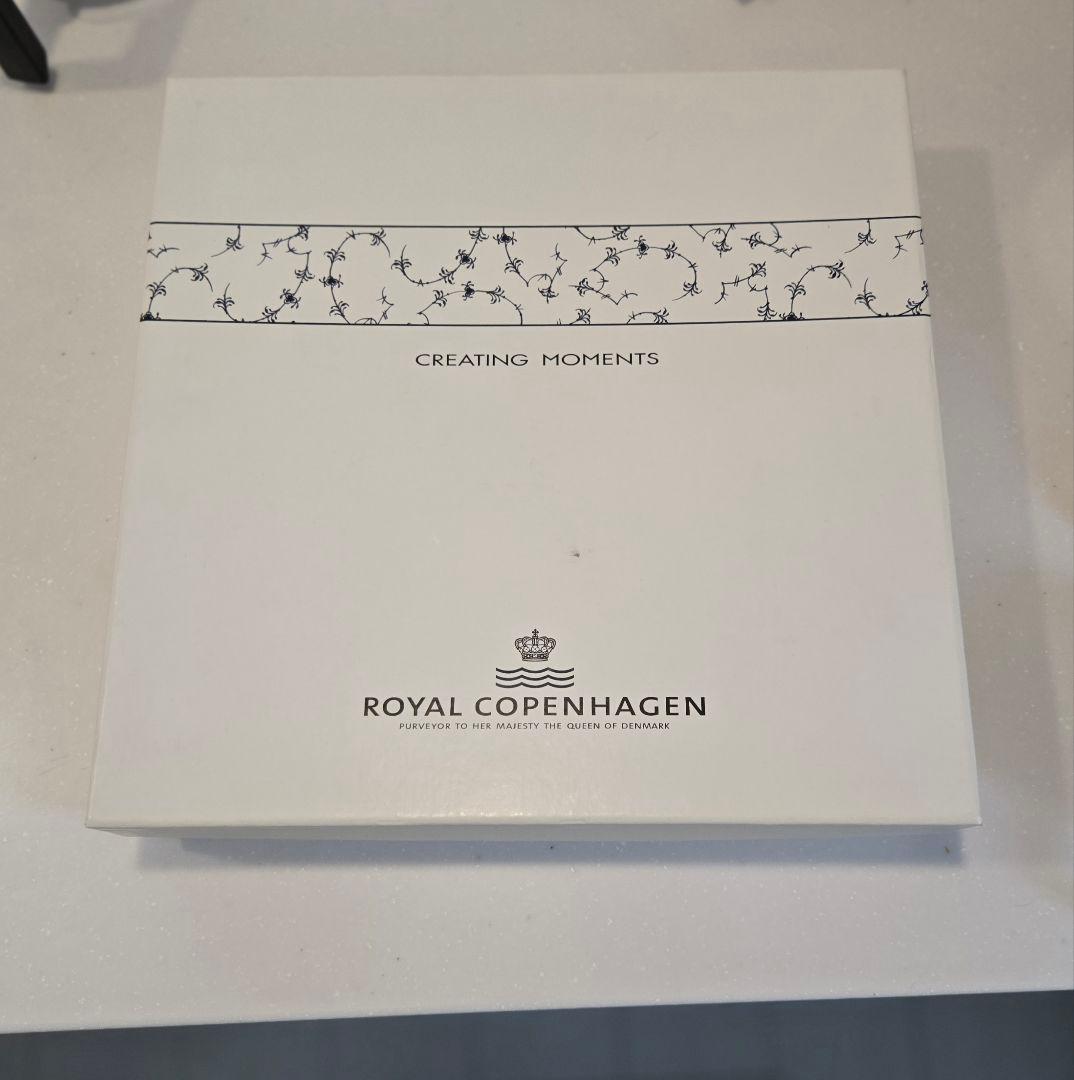 CREATING MOMENTS
ROYAL COPENHAGEN
PURVEYOR TO HER MAJESTY THE QUEEN OF DENMARK